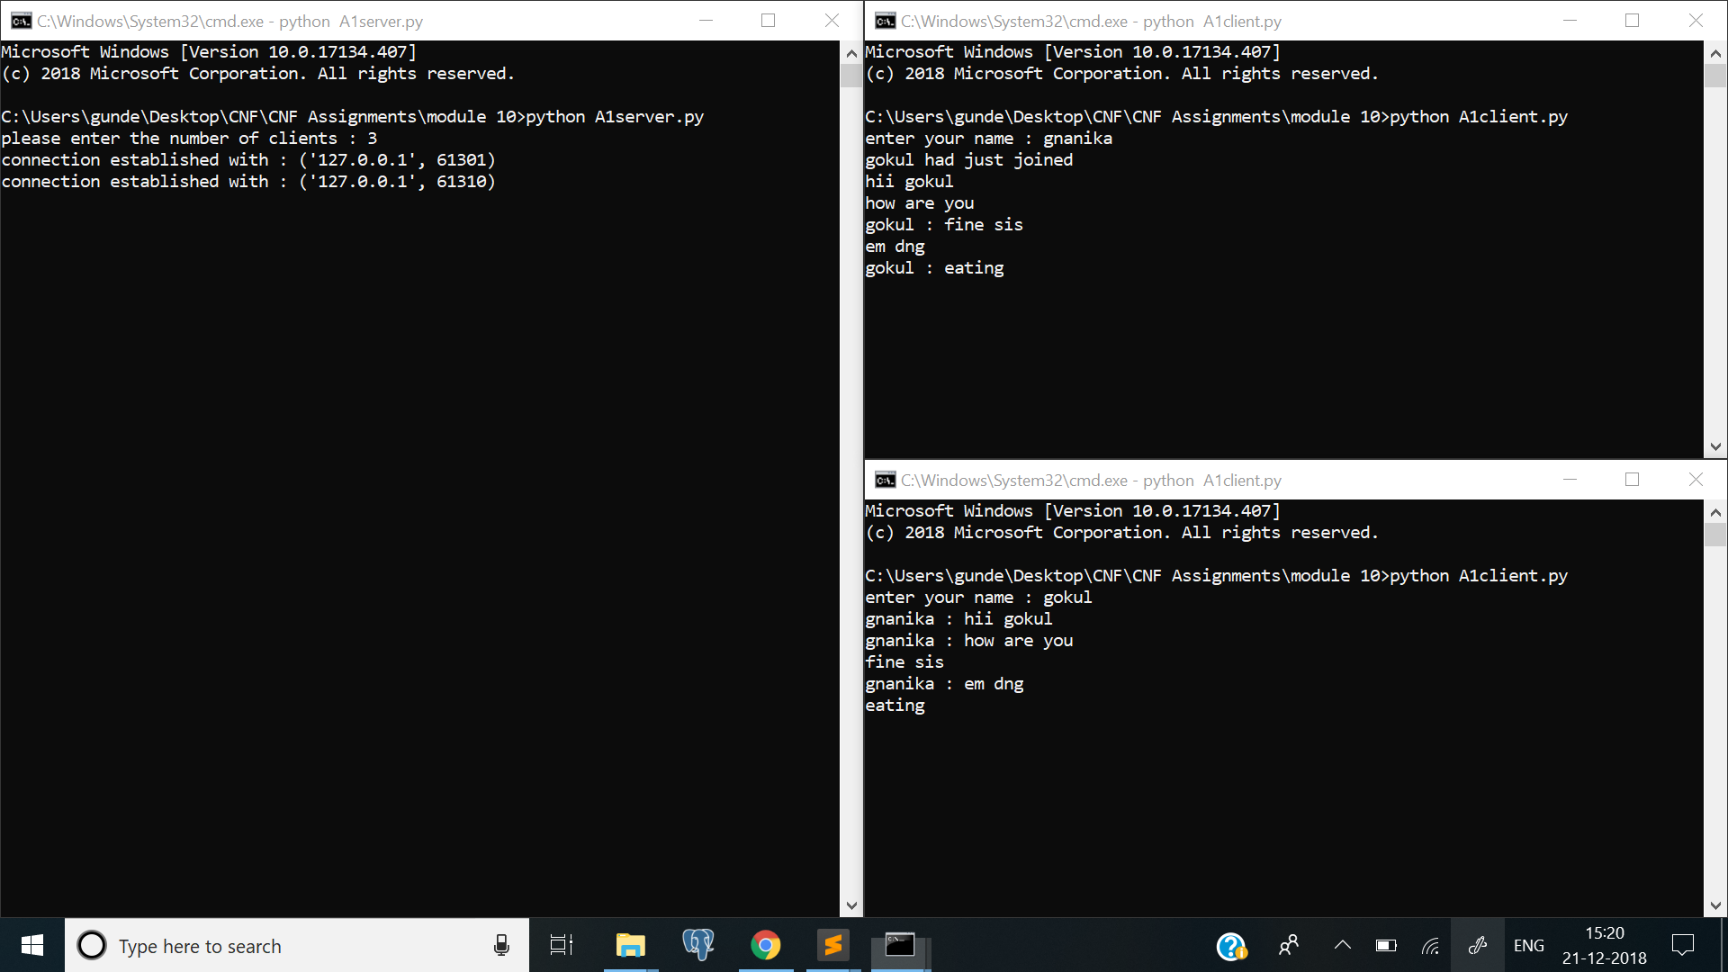 C:\Windows\System32\cmd.exe - python  A1server.py
Microsoft Windows [Version 10.0.17134.407]
(c) 2018 Microsoft Corporation. All rights reserved.
C:\Users\gunde\Desktop\CNF\CNF Assignments\module 10>python A1server.py
please enter the number of clients : 3
connection established with : ('127.0.0.1', 61301)
connection established with : ('127.0.0.1', 61310)
C:\Windows\System32\cmd.exe - python  A1client.py
Microsoft Windows [Version 10.0.17134.407]
(c) 2018 Microsoft Corporation. All rights reserved.
C:\Users\gunde\Desktop\CNF\CNF Assignments\module 10>python A1client.py
enter your name : gnanika
gokul had just joined
hii gokul
how are you
gokul : fine sis
em dng
gokul : eating
C:\Windows\System32\cmd.exe - python  A1client.py
Microsoft Windows [Version 10.0.17134.407]
(c) 2018 Microsoft Corporation. All rights reserved.
C:\Users\gunde\Desktop\CNF\CNF Assignments\module 10>python A1client.py
enter your name : gokul
gnanika : hii gokul
gnanika : how are you
fine sis
gnanika : em dng
eating
Type here to search
ENG
15:20
21-12-2018